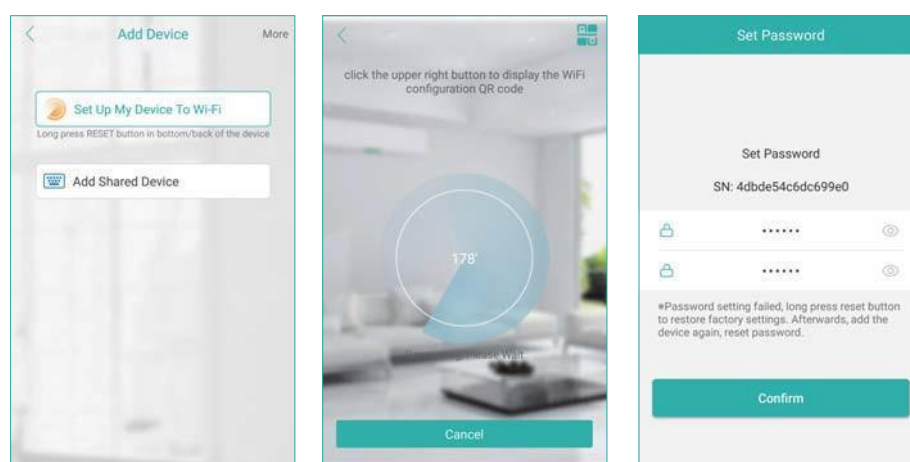 Add Device
More
Set Up My Device To Wi-Fi
Long press RESET button in bottom/back of the device
Add Shared Device
click the upper right button to display the WiFi
configuration QR code
178'
Wait
Cancel
Set Password
Set Password
SN: 4dbde54c6dc699e0
••••••
••••••
*Password setting failed, long press reset button
to restore factory settings. Afterwards, add the
device again, reset password.
Confirm